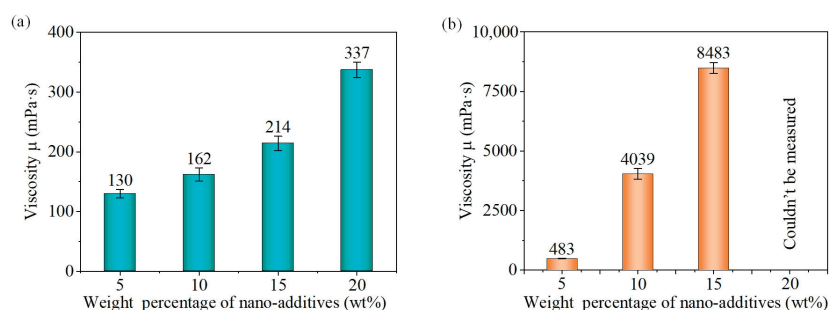 (a)
400
300
200
100
0
Viscosity μ (mPa·s)
130
162
214
337
5 10 15 20
Weight percentage of nano-additives (wt%)
(b)
10,000
7500
5000
2500
0
Viscosity μ (mPa·s)
483
4039
8483
Couldn't be measured
5 10 15 20
Weight percentage of nano-additives (wt%)